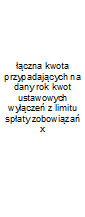 łączna kwota
przypadających na
dany rok kwot
ustawowych
wyłączeń z limitu
spłaty zobowiązań
x